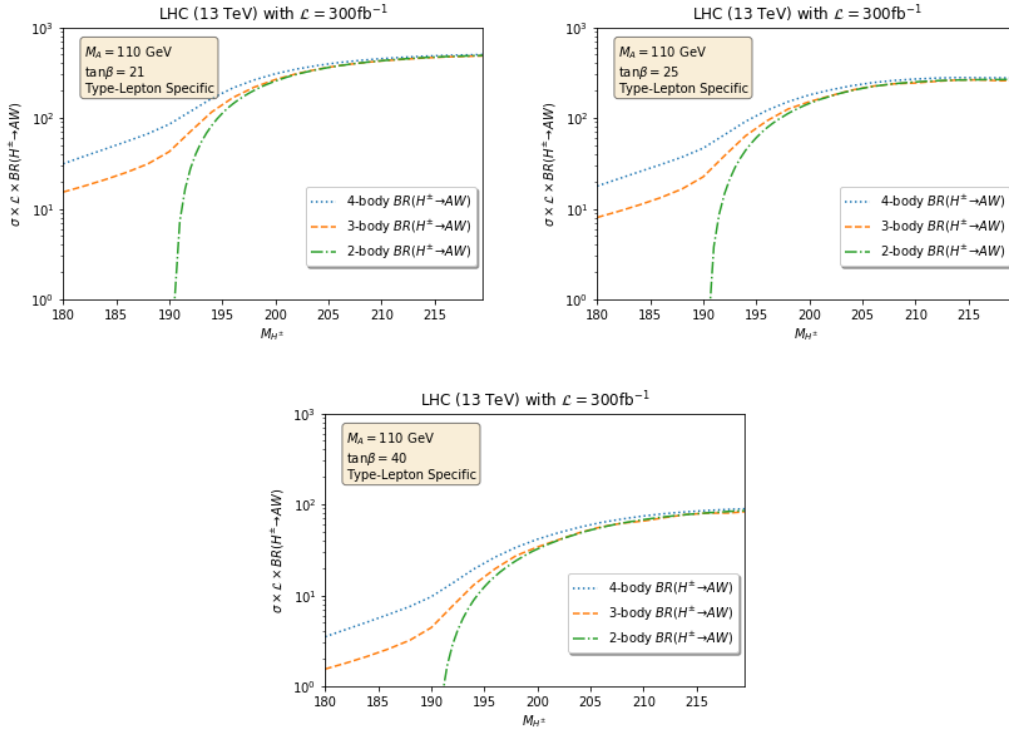 LHC (13 TeV) with ℒ = 300fb⁻¹
σ × ℒ × BR(H^±→AW)
10³
10²
10¹
10⁰
M_A = 110 GeV
tanβ = 21
Type-Lepton Specific
4-body BR(H^±→AW)
3-body BR(H^±→AW)
2-body BR(H^±→AW)
180 185 190 195 200 205 210 215
M_H^±
LHC (13 TeV) with ℒ = 300fb⁻¹
σ × ℒ × BR(H^±→AW)
10³
10²
10¹
10⁰
M_A = 110 GeV
tanβ = 25
Type-Lepton Specific
4-body BR(H^±→AW)
3-body BR(H^±→AW)
2-body BR(H^±→AW)
180 185 190 195 200 205 210 215
M_H^±
LHC (13 TeV) with ℒ = 300fb⁻¹
σ × ℒ × BR(H^±→AW)
10³
10²
10¹
10⁰
M_A = 110 GeV
tanβ = 40
Type-Lepton Specific
4-body BR(H^±→AW)
3-body BR(H^±→AW)
2-body BR(H^±→AW)
180 185 190 195 200 205 210 215
M_H^±